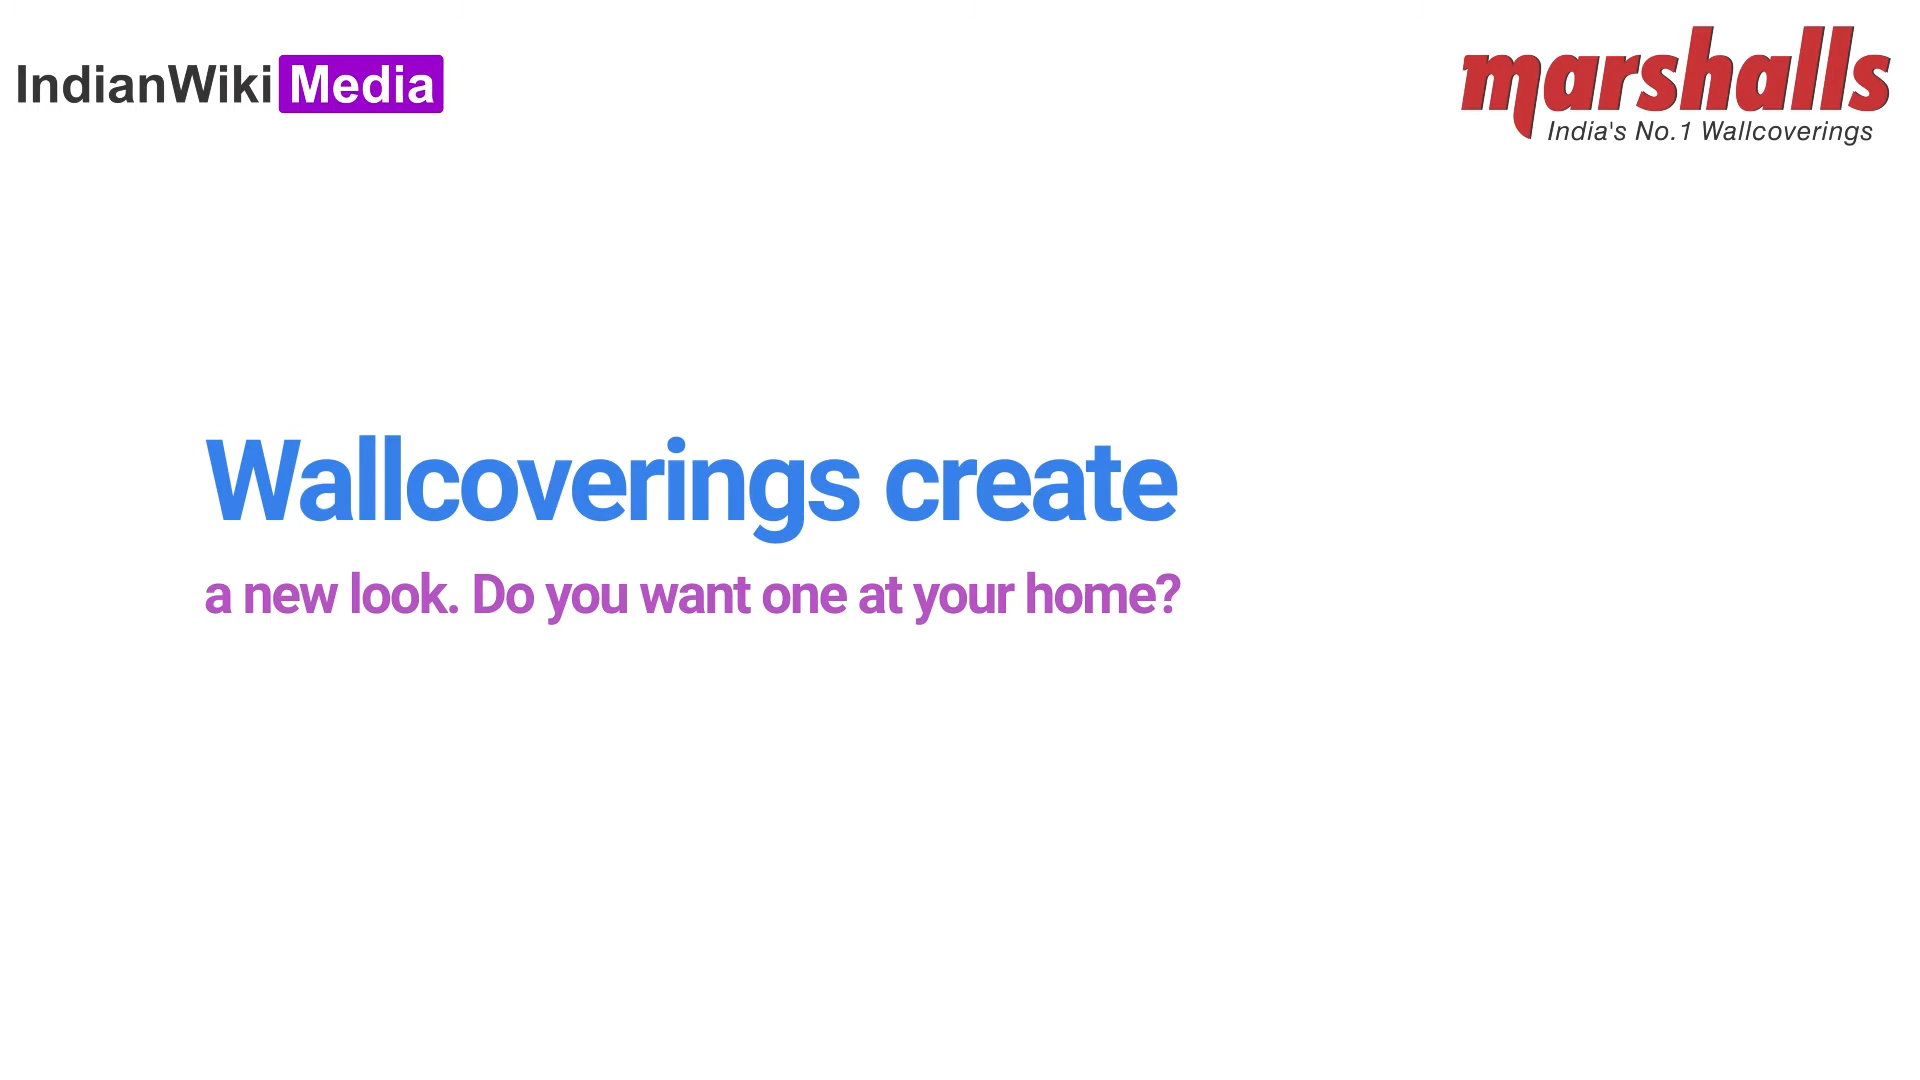 IndianWiki Media
marshalls
India's No.1 Wallcoverings
Wallcoverings create
a new look. Do you want one at your home?